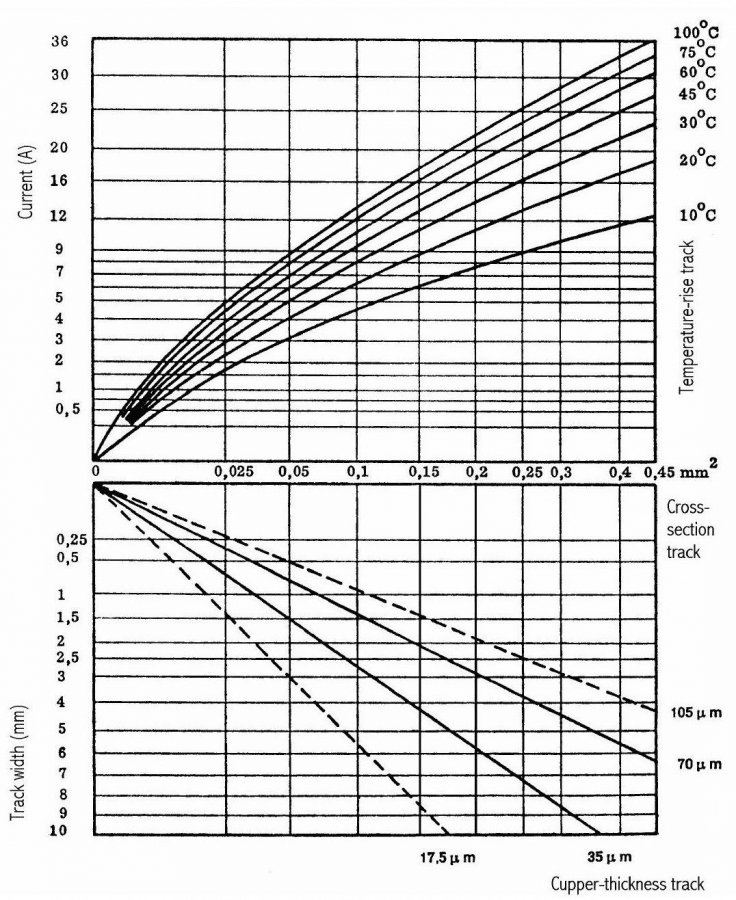 36
30
25
20
16
12
9
7
5
4
3
2
1
0,5
Current (A)
100°C
75°C
60°C
45°C
30°C
20°C
10°C
Temperature-rise track
0 0,025 0,05 0,1 0,15 0,2 0,25 0,3 0,4 0,45 mm²
Cross-
section
track
0,25
0,5
1
1,5
2
2,5
3
4
5
6
7
8
9
10
Track width (mm)
105 µ m
70 µ m
17,5 µ m 35 µ m
Cupper-thickness track